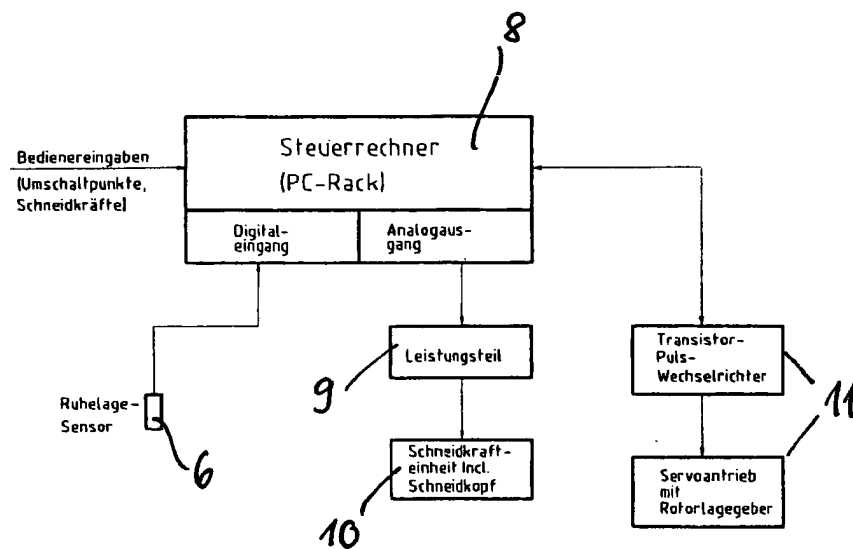 8
Steuerrechner
(PC-Rack)
Bedienereingaben
(Umschaltpunkte,
Schneidkräfte)
Digital-
eingang
Analogaus-
gang
Leistungsteil
9
Transistor-
Puls-
Wechselrichter
11
Ruhelage-
Sensor
6
Schneidkraft-
einheit Incl.
Schneidkopf
10
Servoantrieb
mit
Rotorlagegeber